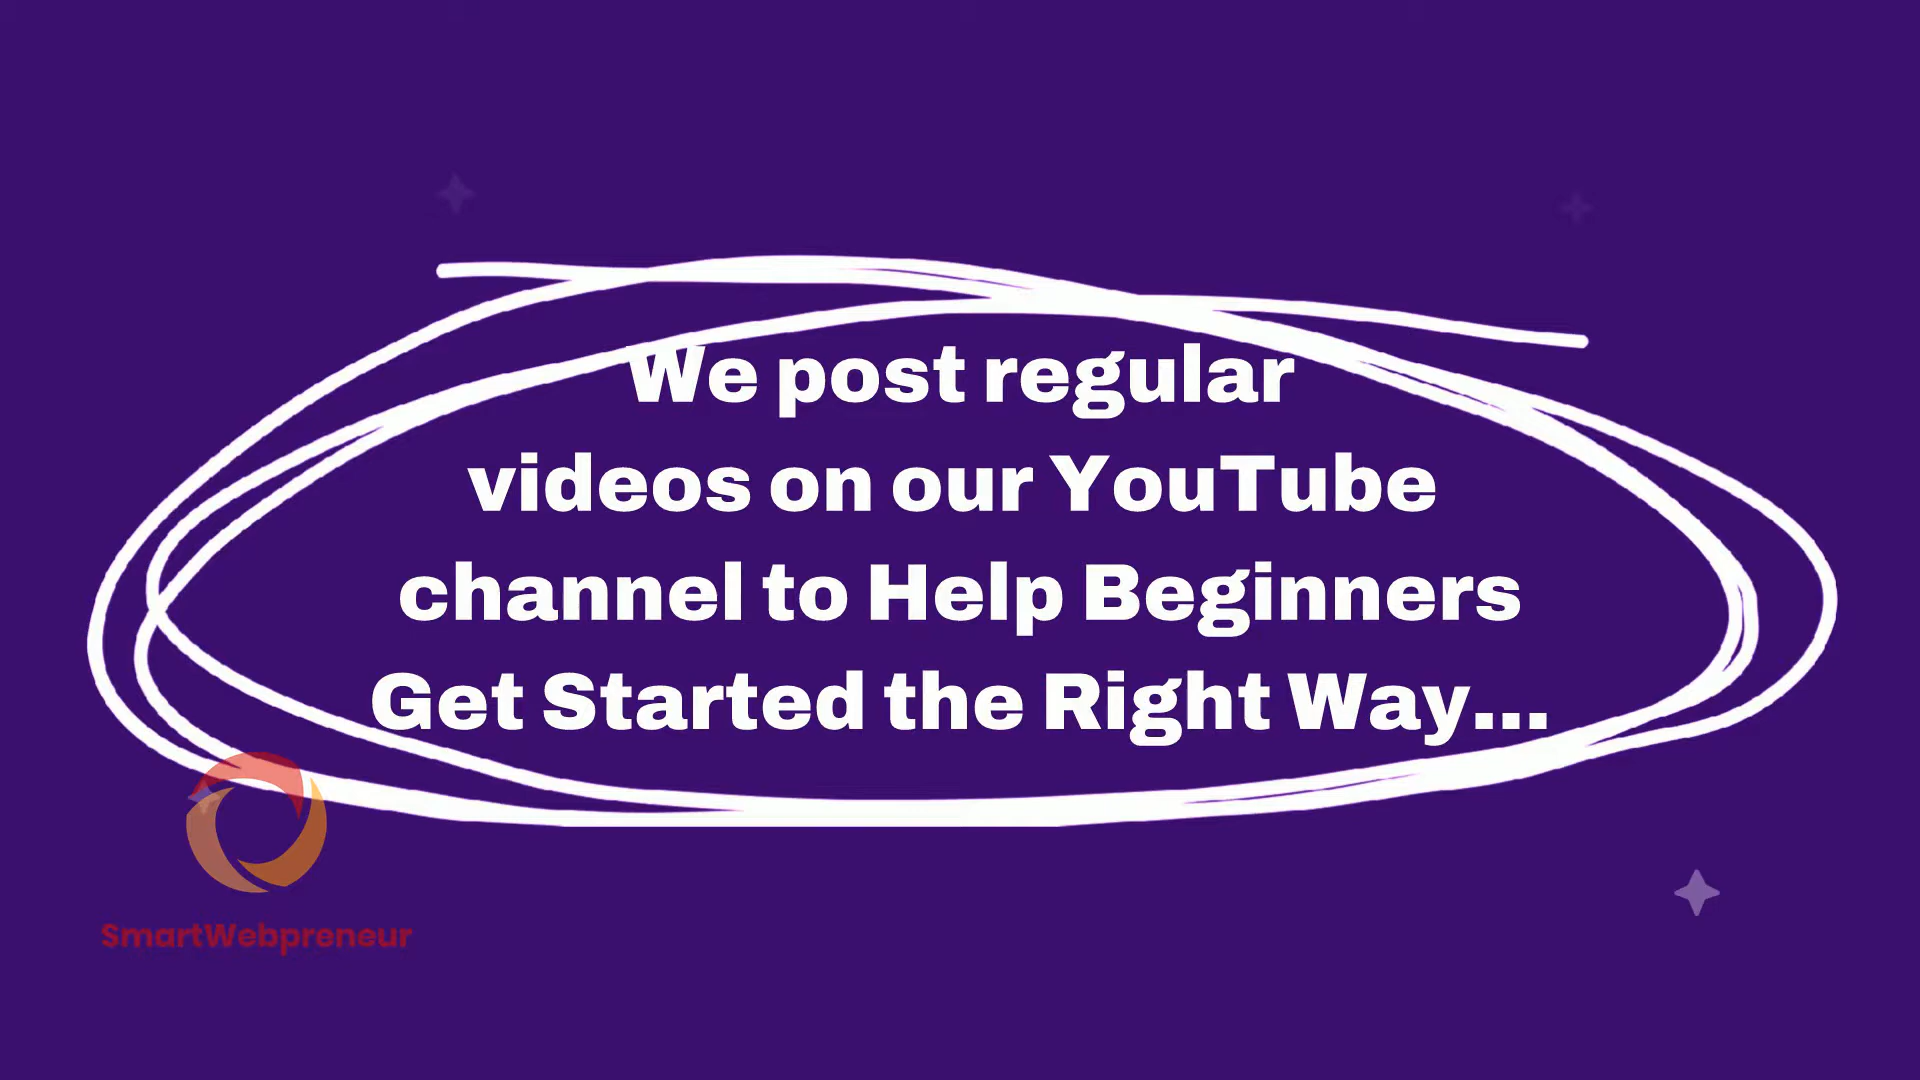 We post regular
videos on our YouTube
channel to Help Beginners
Get Started the Right Way...
SmartWebpreneur